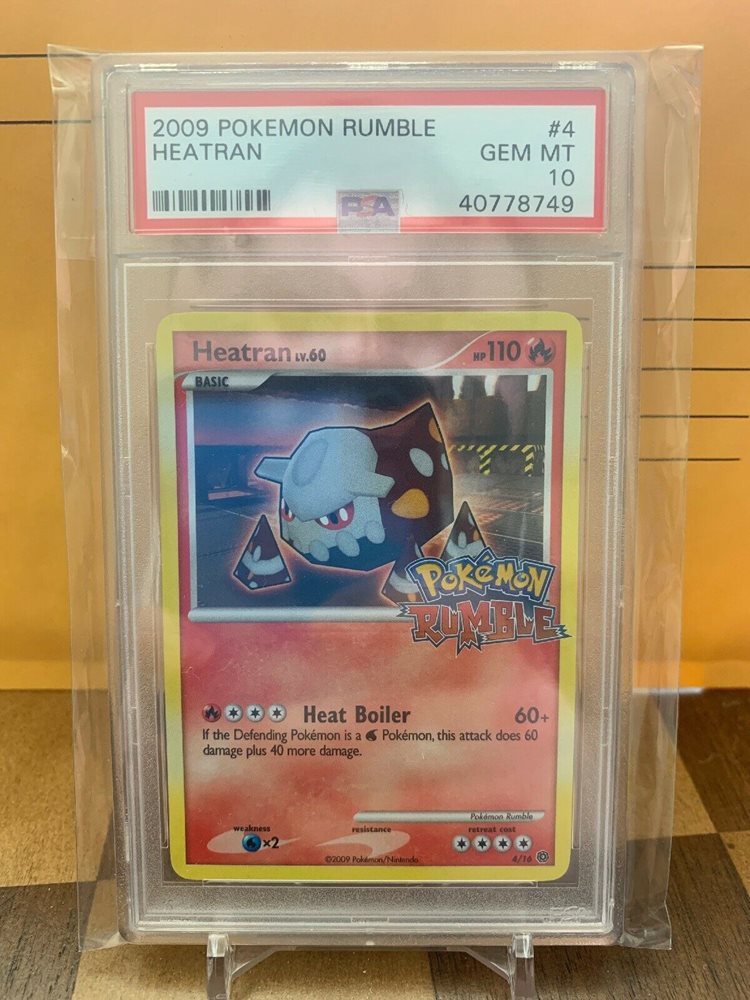 2009 POKEMON RUMBLE #4
HEATRAN GEM MT
10
PSA 40778749
Heatran LV.60 HP 110
BASIC
POKéMON
RUMBLE
Heat Boiler 60+
If the Defending Pokémon is a Pokémon, this attack does 60
damage plus 40 more damage.
Pokémon Rumble
weakness resistance retreat cost
×2
©2009 Pokémon/Nintendo 4/16